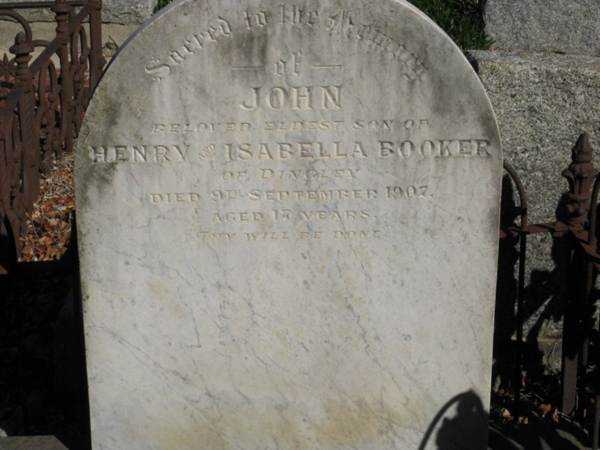 Sacred to the Memory
of
JOHN
BELOVED ELDEST SON OF
HENRY AND ISABELLA BOOKER
OF DINGLEY
DIED 9TH SEPTEMBER 1907.
AGED 17 YEARS.
THY WILL BE DONE.